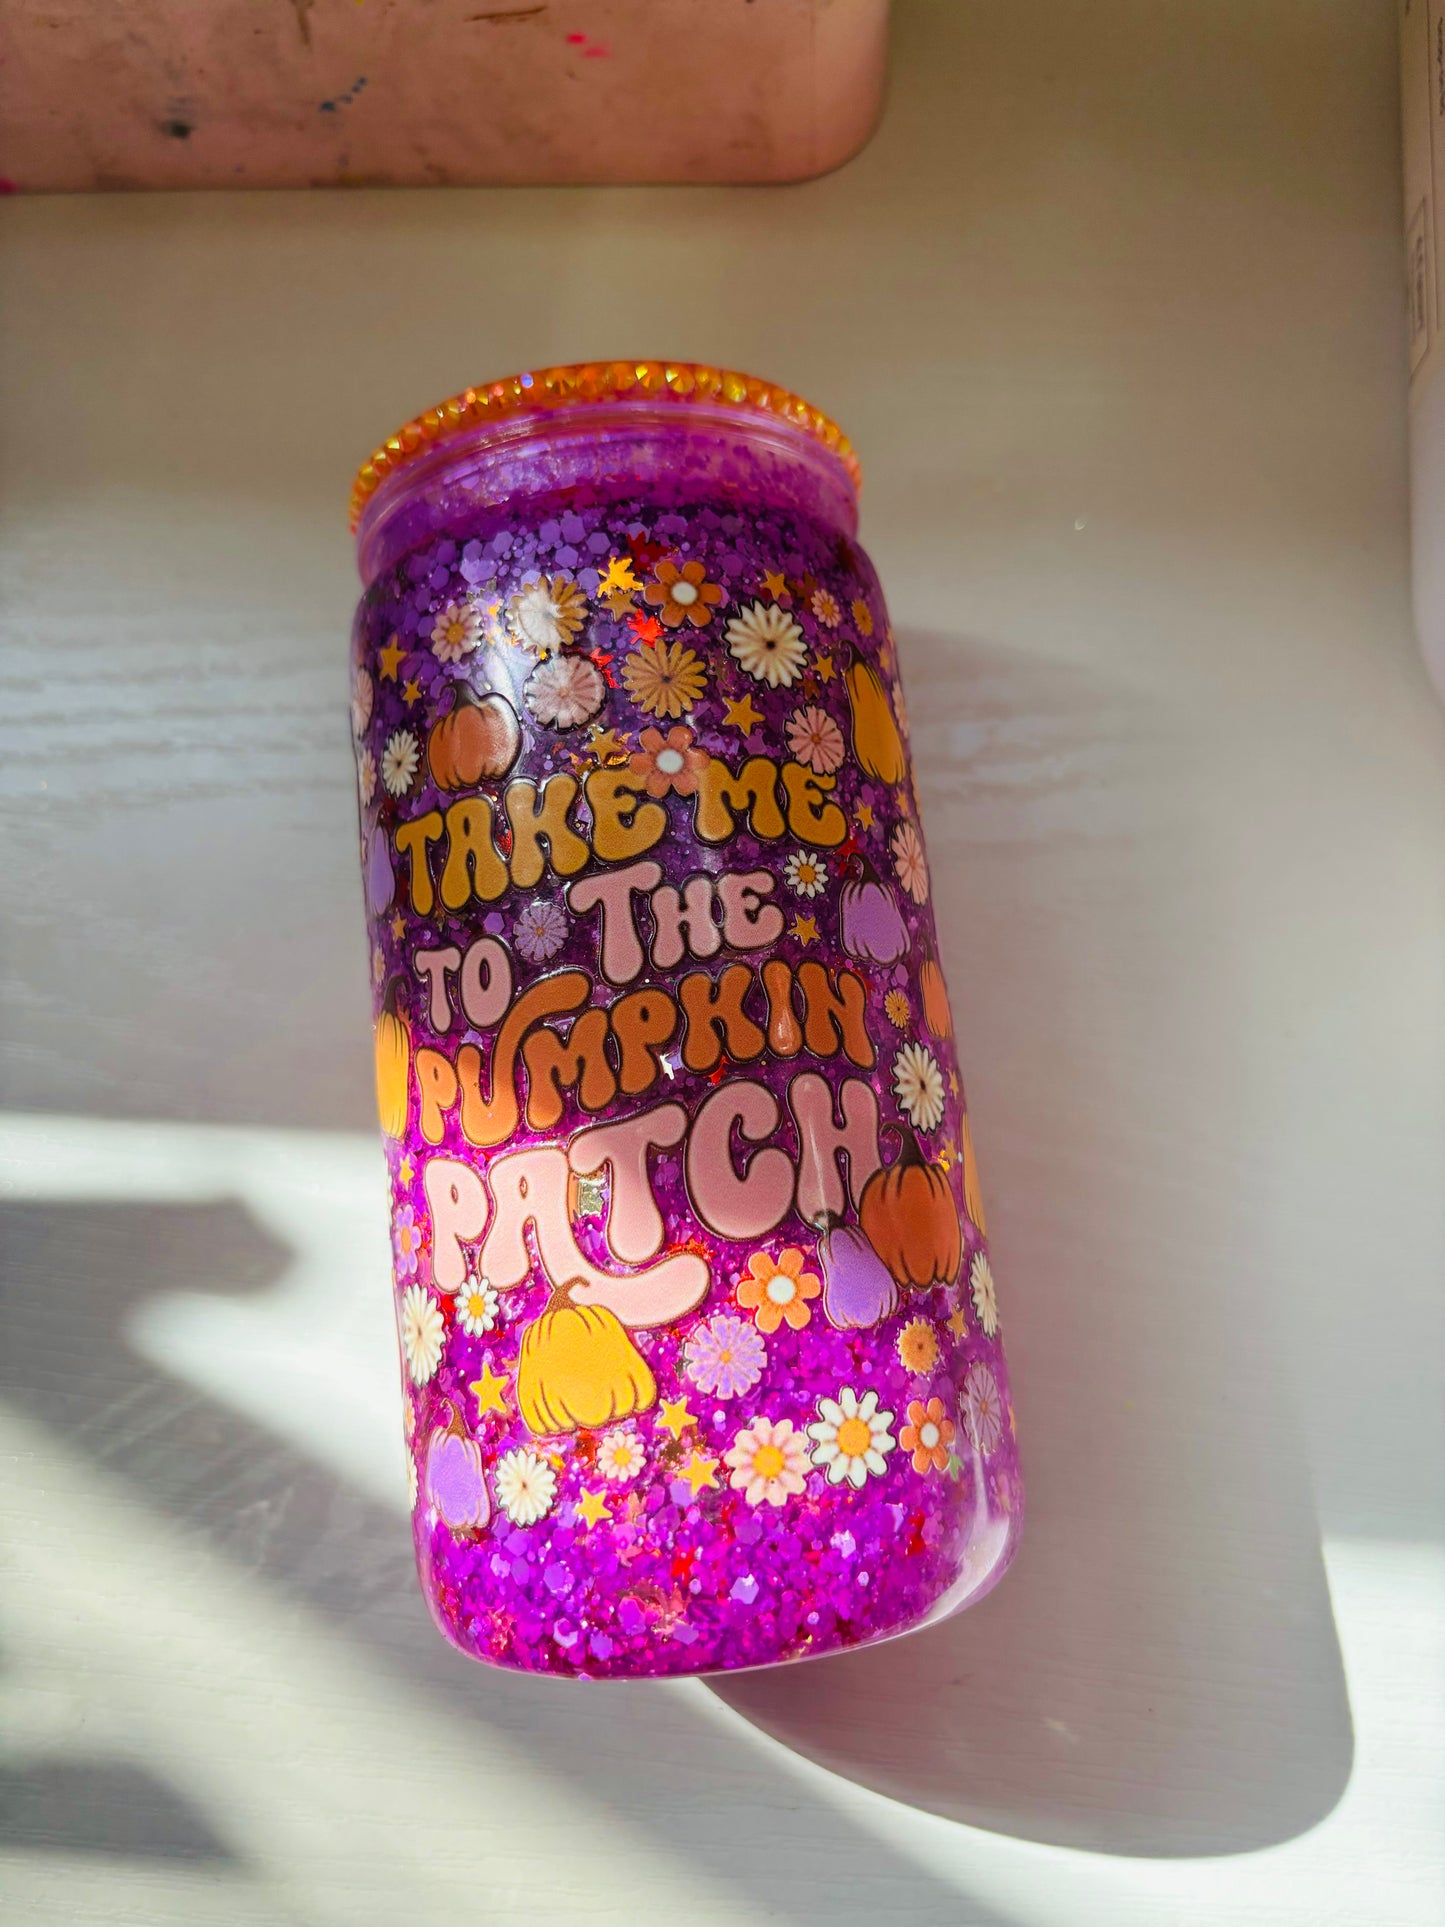 TAKE ME
TO THE
PUMPKIN
PATCH